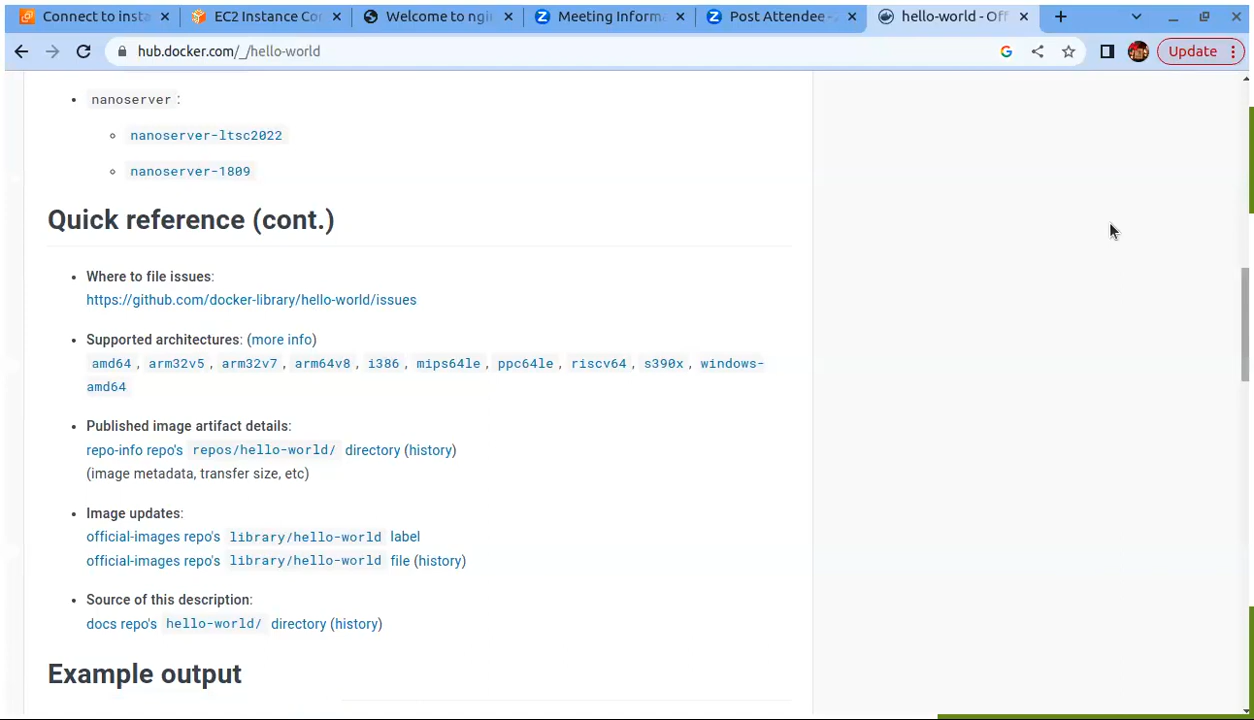 Connect to insta
EC2 Instance Co
Welcome to ngi
Meeting Inform
Post Attendee -
hello-world - Off
hub.docker.com/_/hello-world
Update
nanoserver :
nanoserver-ltsc2022
nanoserver-1809
Quick reference (cont.)
Where to file issues:
https://github.com/docker-library/hello-world/issues
Supported architectures: (more info)
amd64 , arm32v5 , arm32v7 , arm64v8 , i386 , mips64le , ppc64le , riscv64 , s390x , windows-
amd64
Published image artifact details:
repo-info repo's repos/hello-world/ directory (history)
(image metadata, transfer size, etc)
Image updates:
official-images repo's library/hello-world label
official-images repo's library/hello-world file (history)
Source of this description:
docs repo's hello-world/ directory (history)
Example output